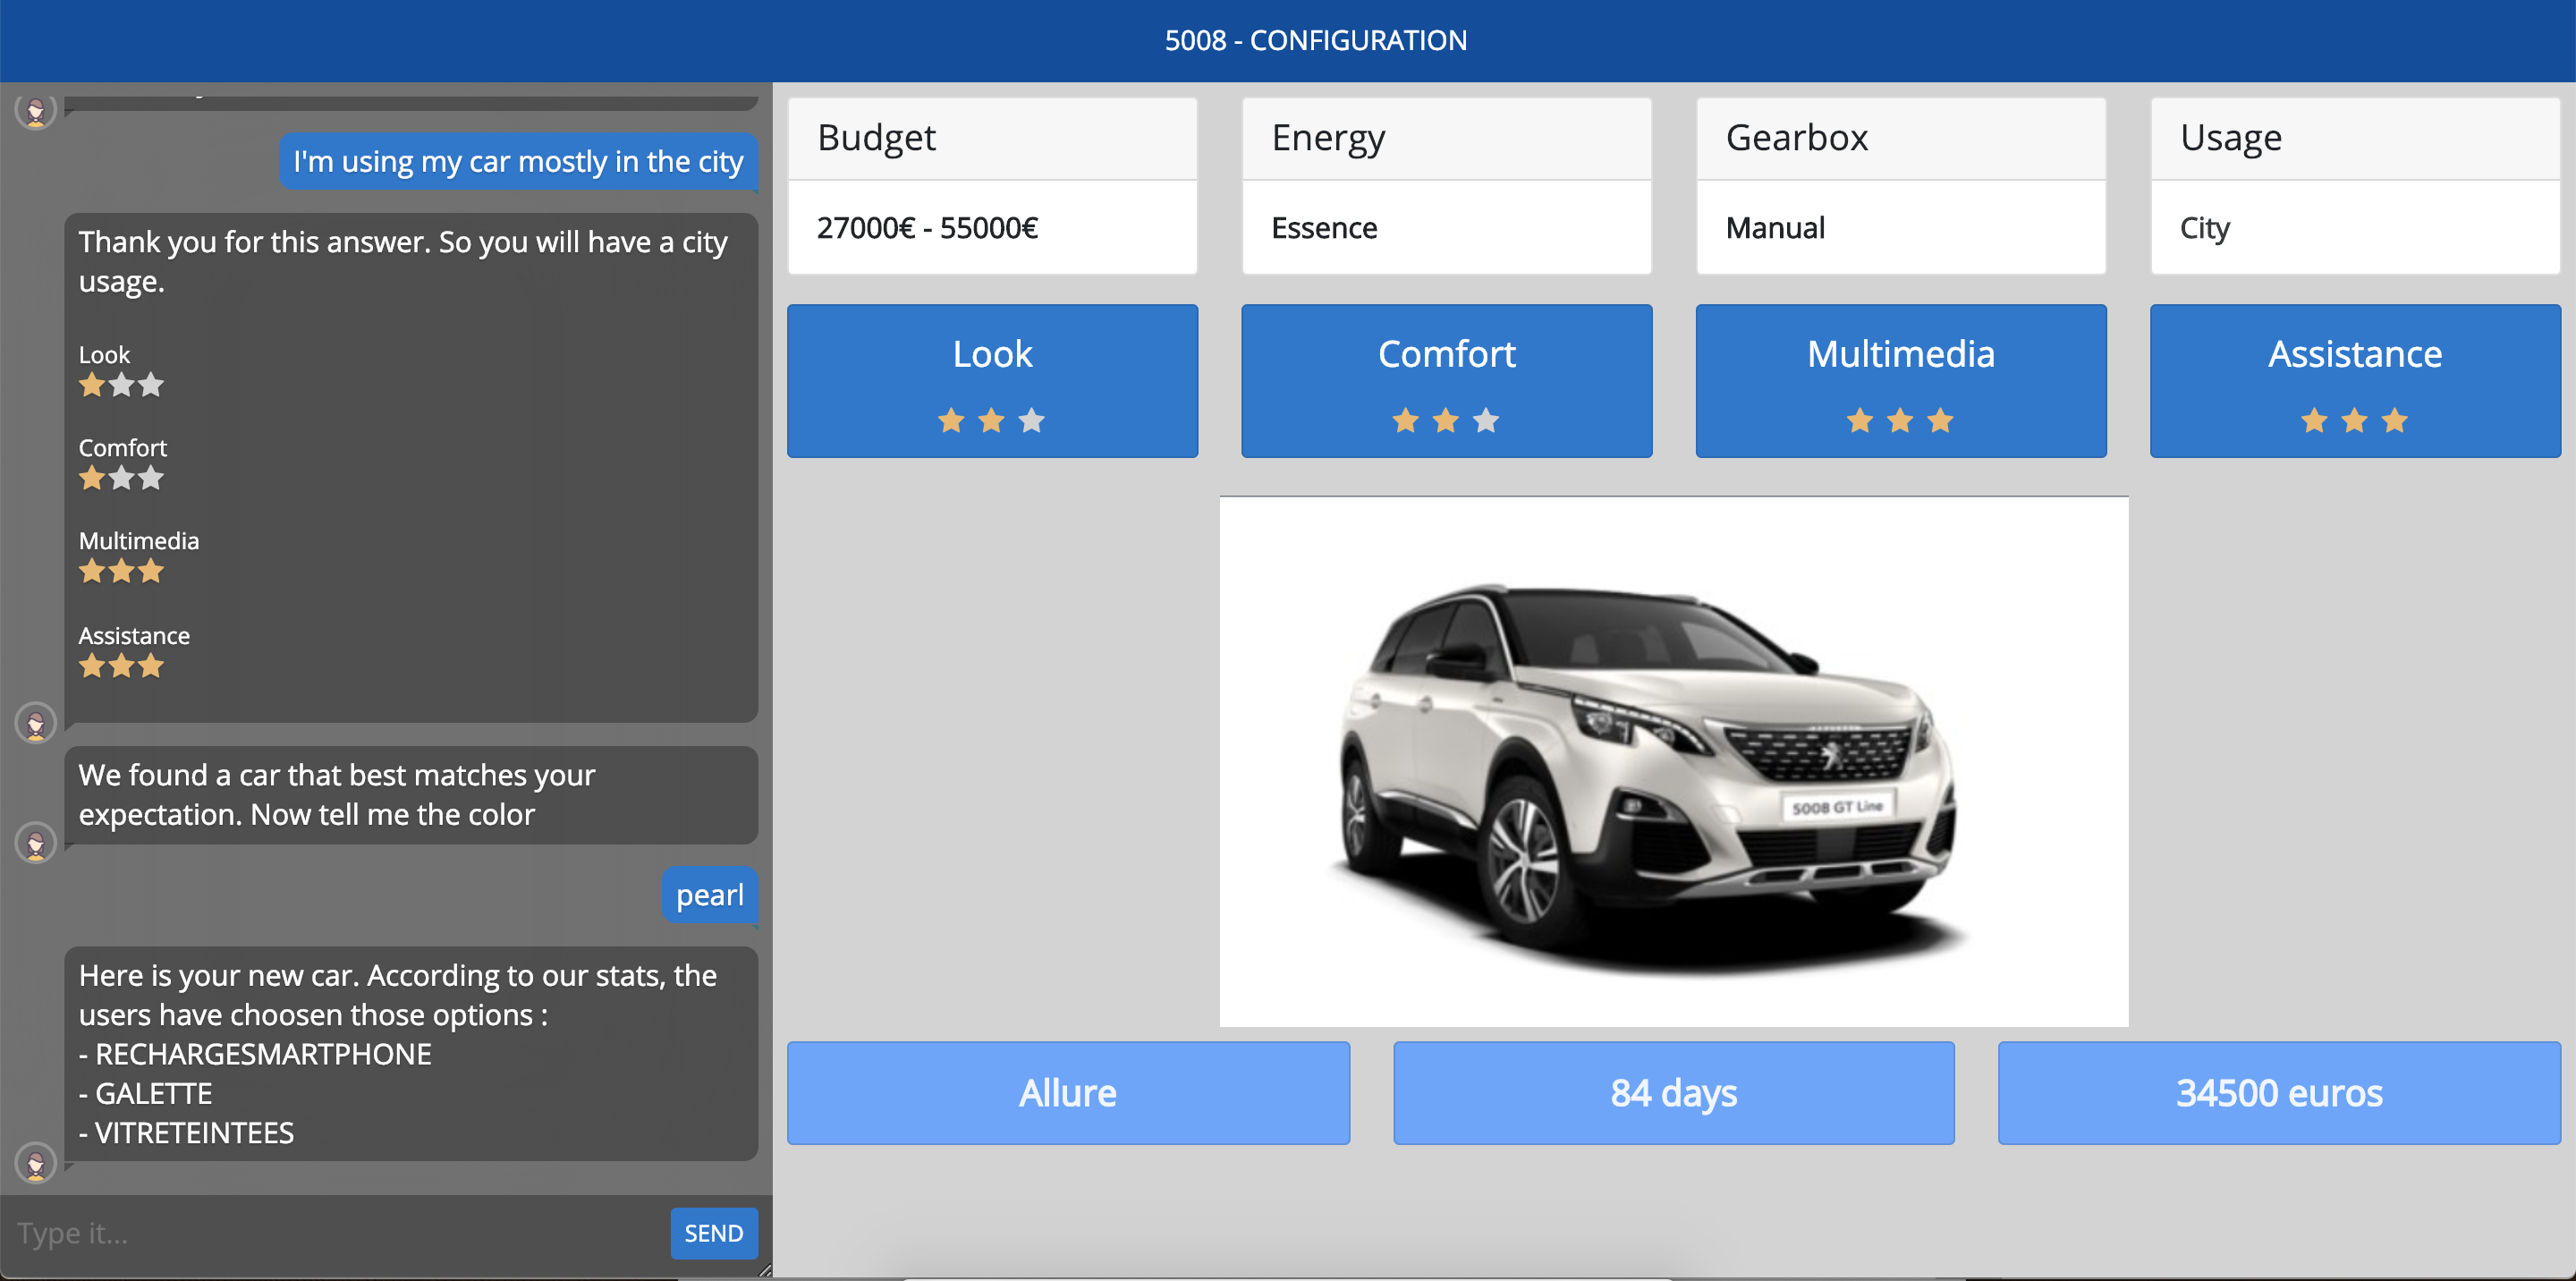 5008 - CONFIGURATION
I'm using my car mostly in the city
Thank you for this answer. So you will have a city
usage.
Look
Comfort
Multimedia
Assistance
We found a car that best matches your
expectation. Now tell me the color
pearl
Here is your new car. According to our stats, the
users have choosen those options :
- RECHARGESMARTPHONE
- GALETTE
- VITRETEINTEES
Type it...
SEND
Budget
27000€ - 55000€
Energy
Essence
Gearbox
Manual
Usage
City
Look
Comfort
Multimedia
Assistance
5008 GT Line
Allure
84 days
34500 euros